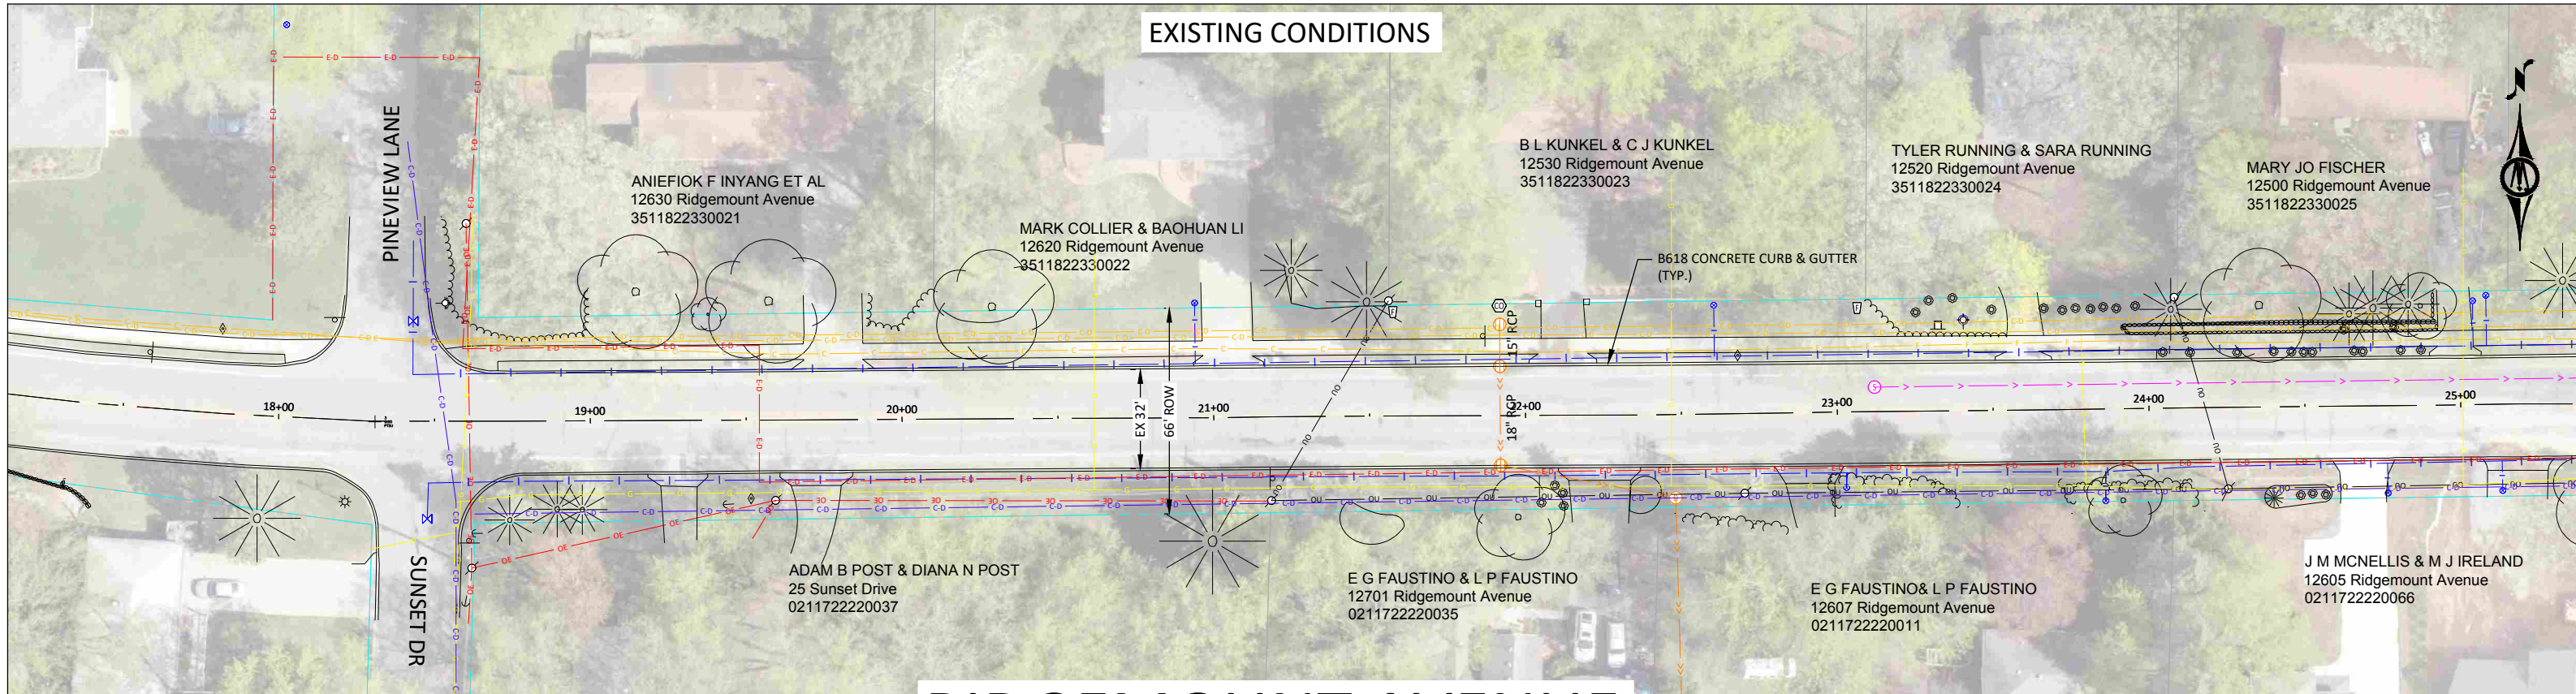 EXISTING CONDITIONS
PINEVIEW LANE
ANIEFIOK F INYANG ET AL
12630 Ridgemount Avenue
3511822330021
MARK COLLIER & BAOHUAN LI
12620 Ridgemount Avenue
3511822330022
B L KUNKEL & C J KUNKEL
12530 Ridgemount Avenue
3511822330023
TYLER RUNNING & SARA RUNNING
12520 Ridgemount Avenue
3511822330024
MARY JO FISCHER
12500 Ridgemount Avenue
3511822330025
N
B618 CONCRETE CURB & GUTTER
(TYP.)
CO
15" RCP
18" RCP
EX 32'
66' ROW
18+00
19+00
20+00
21+00
22+00
23+00
24+00
25+00
SUNSET DR
ADAM B POST & DIANA N POST
25 Sunset Drive
0211722220037
E G FAUSTINO & L P FAUSTINO
12701 Ridgemount Avenue
0211722220035
E G FAUSTINO& L P FAUSTINO
12607 Ridgemount Avenue
0211722220011
J M MCNELLIS & M J IRELAND
12605 Ridgemount Avenue
0211722220066